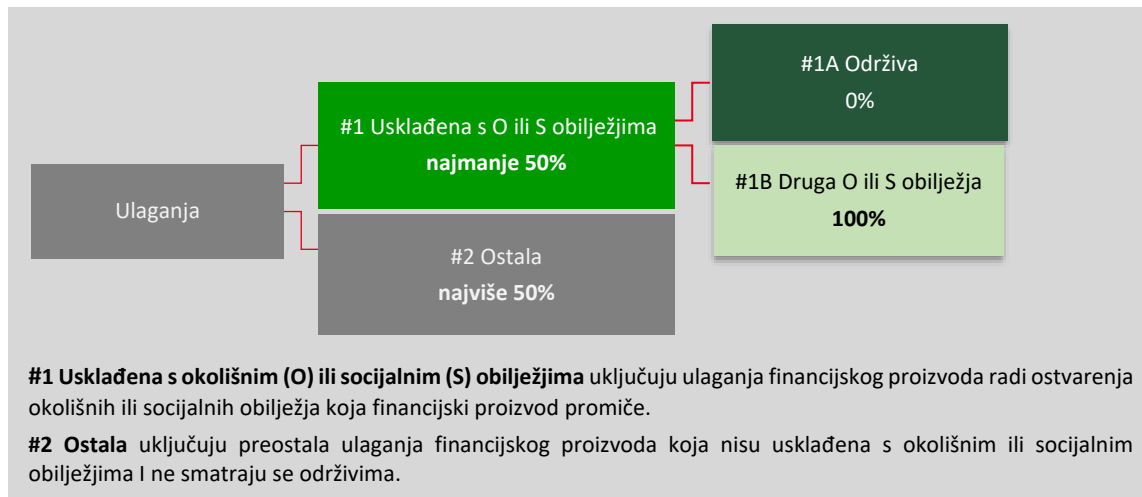 #1A Održiva
0%
#1 Usklađena s O ili S obilježjima
najmanje 50%
#1B Druga O ili S obilježja
100%
Ulaganja
#2 Ostala
najviše 50%
#1 Usklađena s okolišnim (O) ili socijalnim (S) obilježjima uključuju ulaganja financijskog proizvoda radi ostvarenja
okolišnih ili socijalnih obilježja koja financijski proizvod promiče.
#2 Ostala uključuju preostala ulaganja financijskog proizvoda koja nisu usklađena s okolišnim ili socijalnim
obilježjima I ne smatraju se održivima.